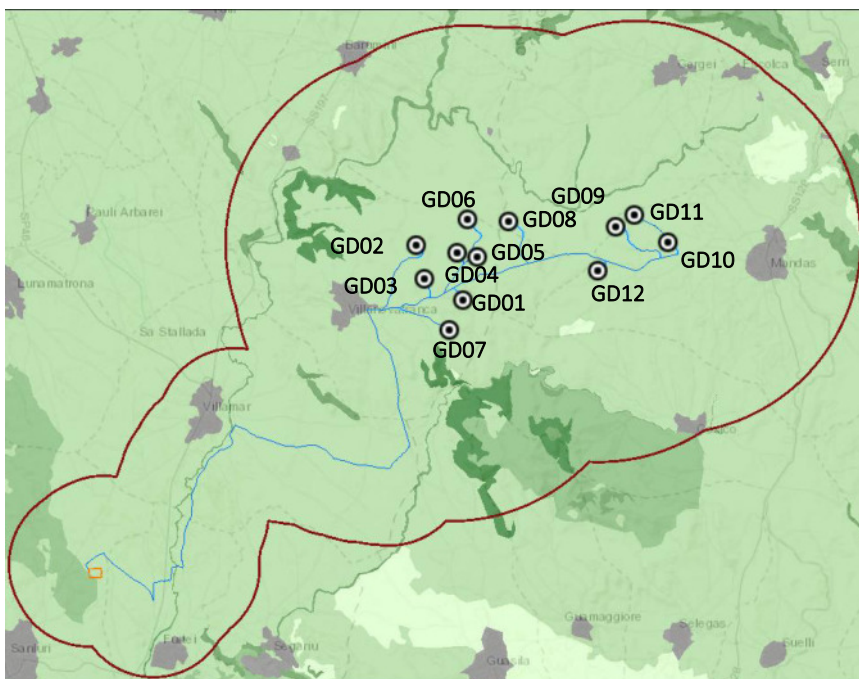 Barumini
Gergei
Escolca
Serri
SS197
Pauli Arbarei
GD06
GD08
GD09
GD11
GD02
GD05
GD10
GD04
GD03
GD12
GD01
GD07
Mandas
Lunamatrona
Villanovafranca
Sa Stallada
Villamar
Guamaggiore
Selegas
Suelli
Sanluri
Segariu
Guasila